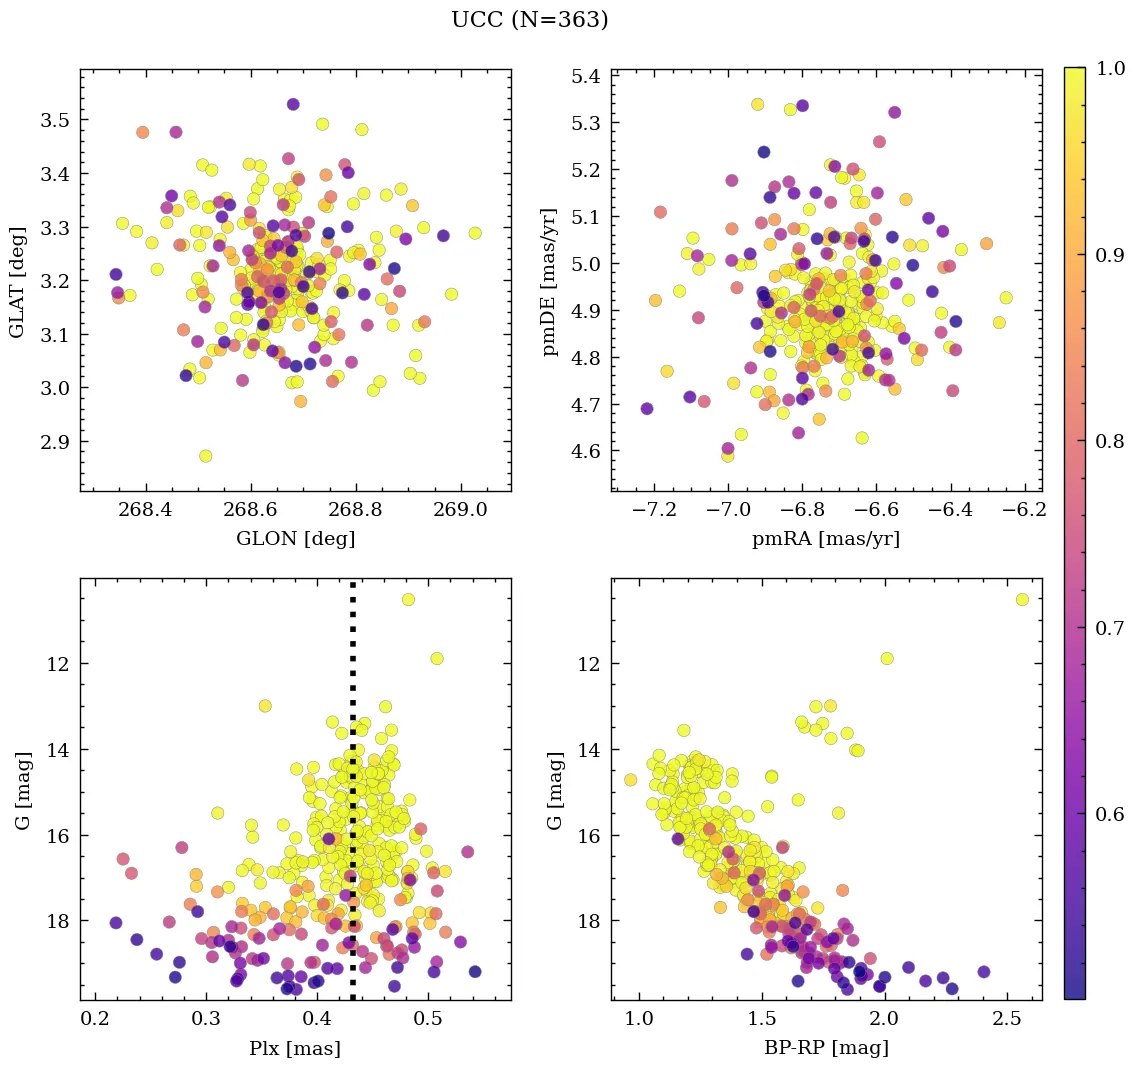 UCC (N=363)
3.5
3.4
3.3
3.2
3.1
3.0
2.9
GLAT [deg]
268.4 268.6 268.8 269.0
GLON [deg]
5.4
5.3
5.2
5.1
5.0
4.9
4.8
4.7
4.6
pmDE [mas/yr]
−7.2 −7.0 −6.8 −6.6 −6.4 −6.2
pmRA [mas/yr]
1.0
0.9
0.8
0.7
0.6
12
14
16
18
G [mag]
0.2 0.3 0.4 0.5
Plx [mas]
12
14
16
18
G [mag]
1.0 1.5 2.0 2.5
BP-RP [mag]